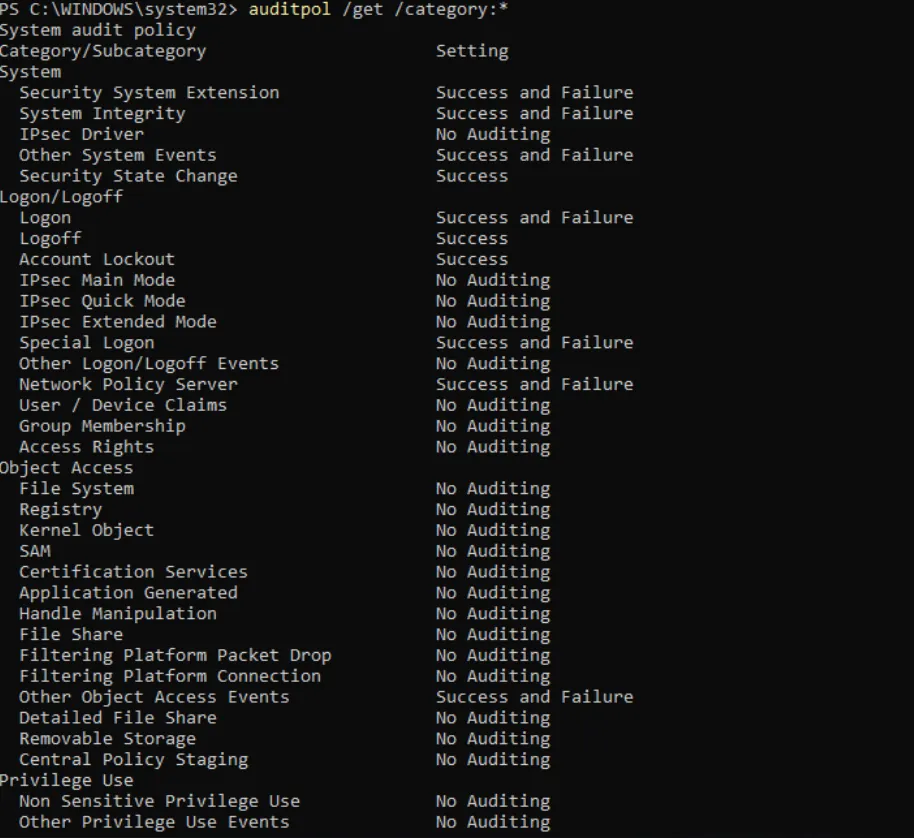 PS C:\WINDOWS\system32> auditpol /get /category:*
System audit policy
Category/Subcategory Setting
System
Security System Extension Success and Failure
System Integrity Success and Failure
IPsec Driver No Auditing
Other System Events Success and Failure
Security State Change Success
Logon/Logoff
Logon Success and Failure
Logoff Success
Account Lockout Success
IPsec Main Mode No Auditing
IPsec Quick Mode No Auditing
IPsec Extended Mode No Auditing
Special Logon Success and Failure
Other Logon/Logoff Events No Auditing
Network Policy Server Success and Failure
User / Device Claims No Auditing
Group Membership No Auditing
Access Rights No Auditing
Object Access
File System No Auditing
Registry No Auditing
Kernel Object No Auditing
SAM No Auditing
Certification Services No Auditing
Application Generated No Auditing
Handle Manipulation No Auditing
File Share No Auditing
Filtering Platform Packet Drop No Auditing
Filtering Platform Connection No Auditing
Other Object Access Events Success and Failure
Detailed File Share No Auditing
Removable Storage No Auditing
Central Policy Staging No Auditing
Privilege Use
Non Sensitive Privilege Use No Auditing
Other Privilege Use Events No Auditing